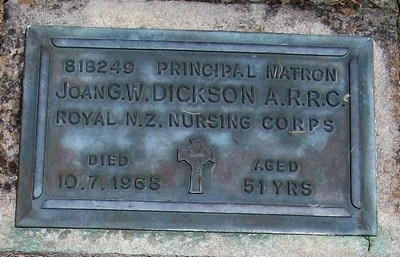 818249 PRINCIPAL MATRON
JOAN G.W. DICKSON A.R.R.C.
ROYAL N.Z. NURSING CORPS
DIED AGED
10.7.1968 51 YRS